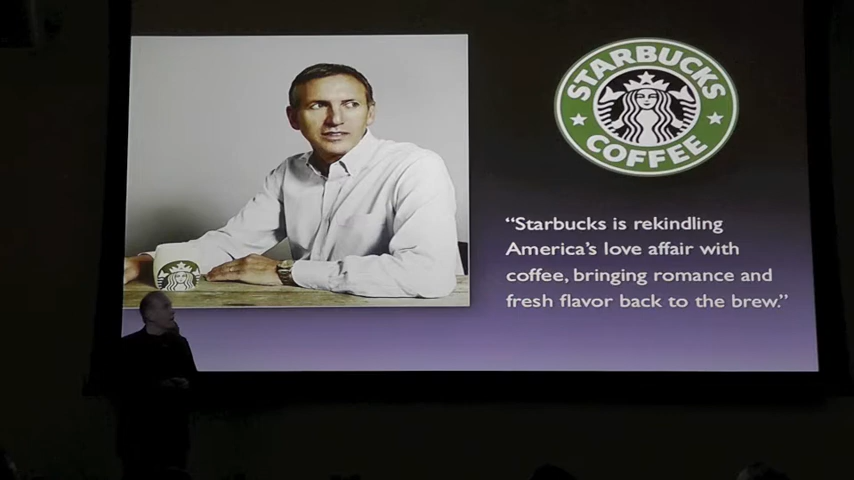 STARBUCKS
COFFEE
“Starbucks is rekindling
America’s love affair with
coffee, bringing romance and
fresh flavor back to the brew.”